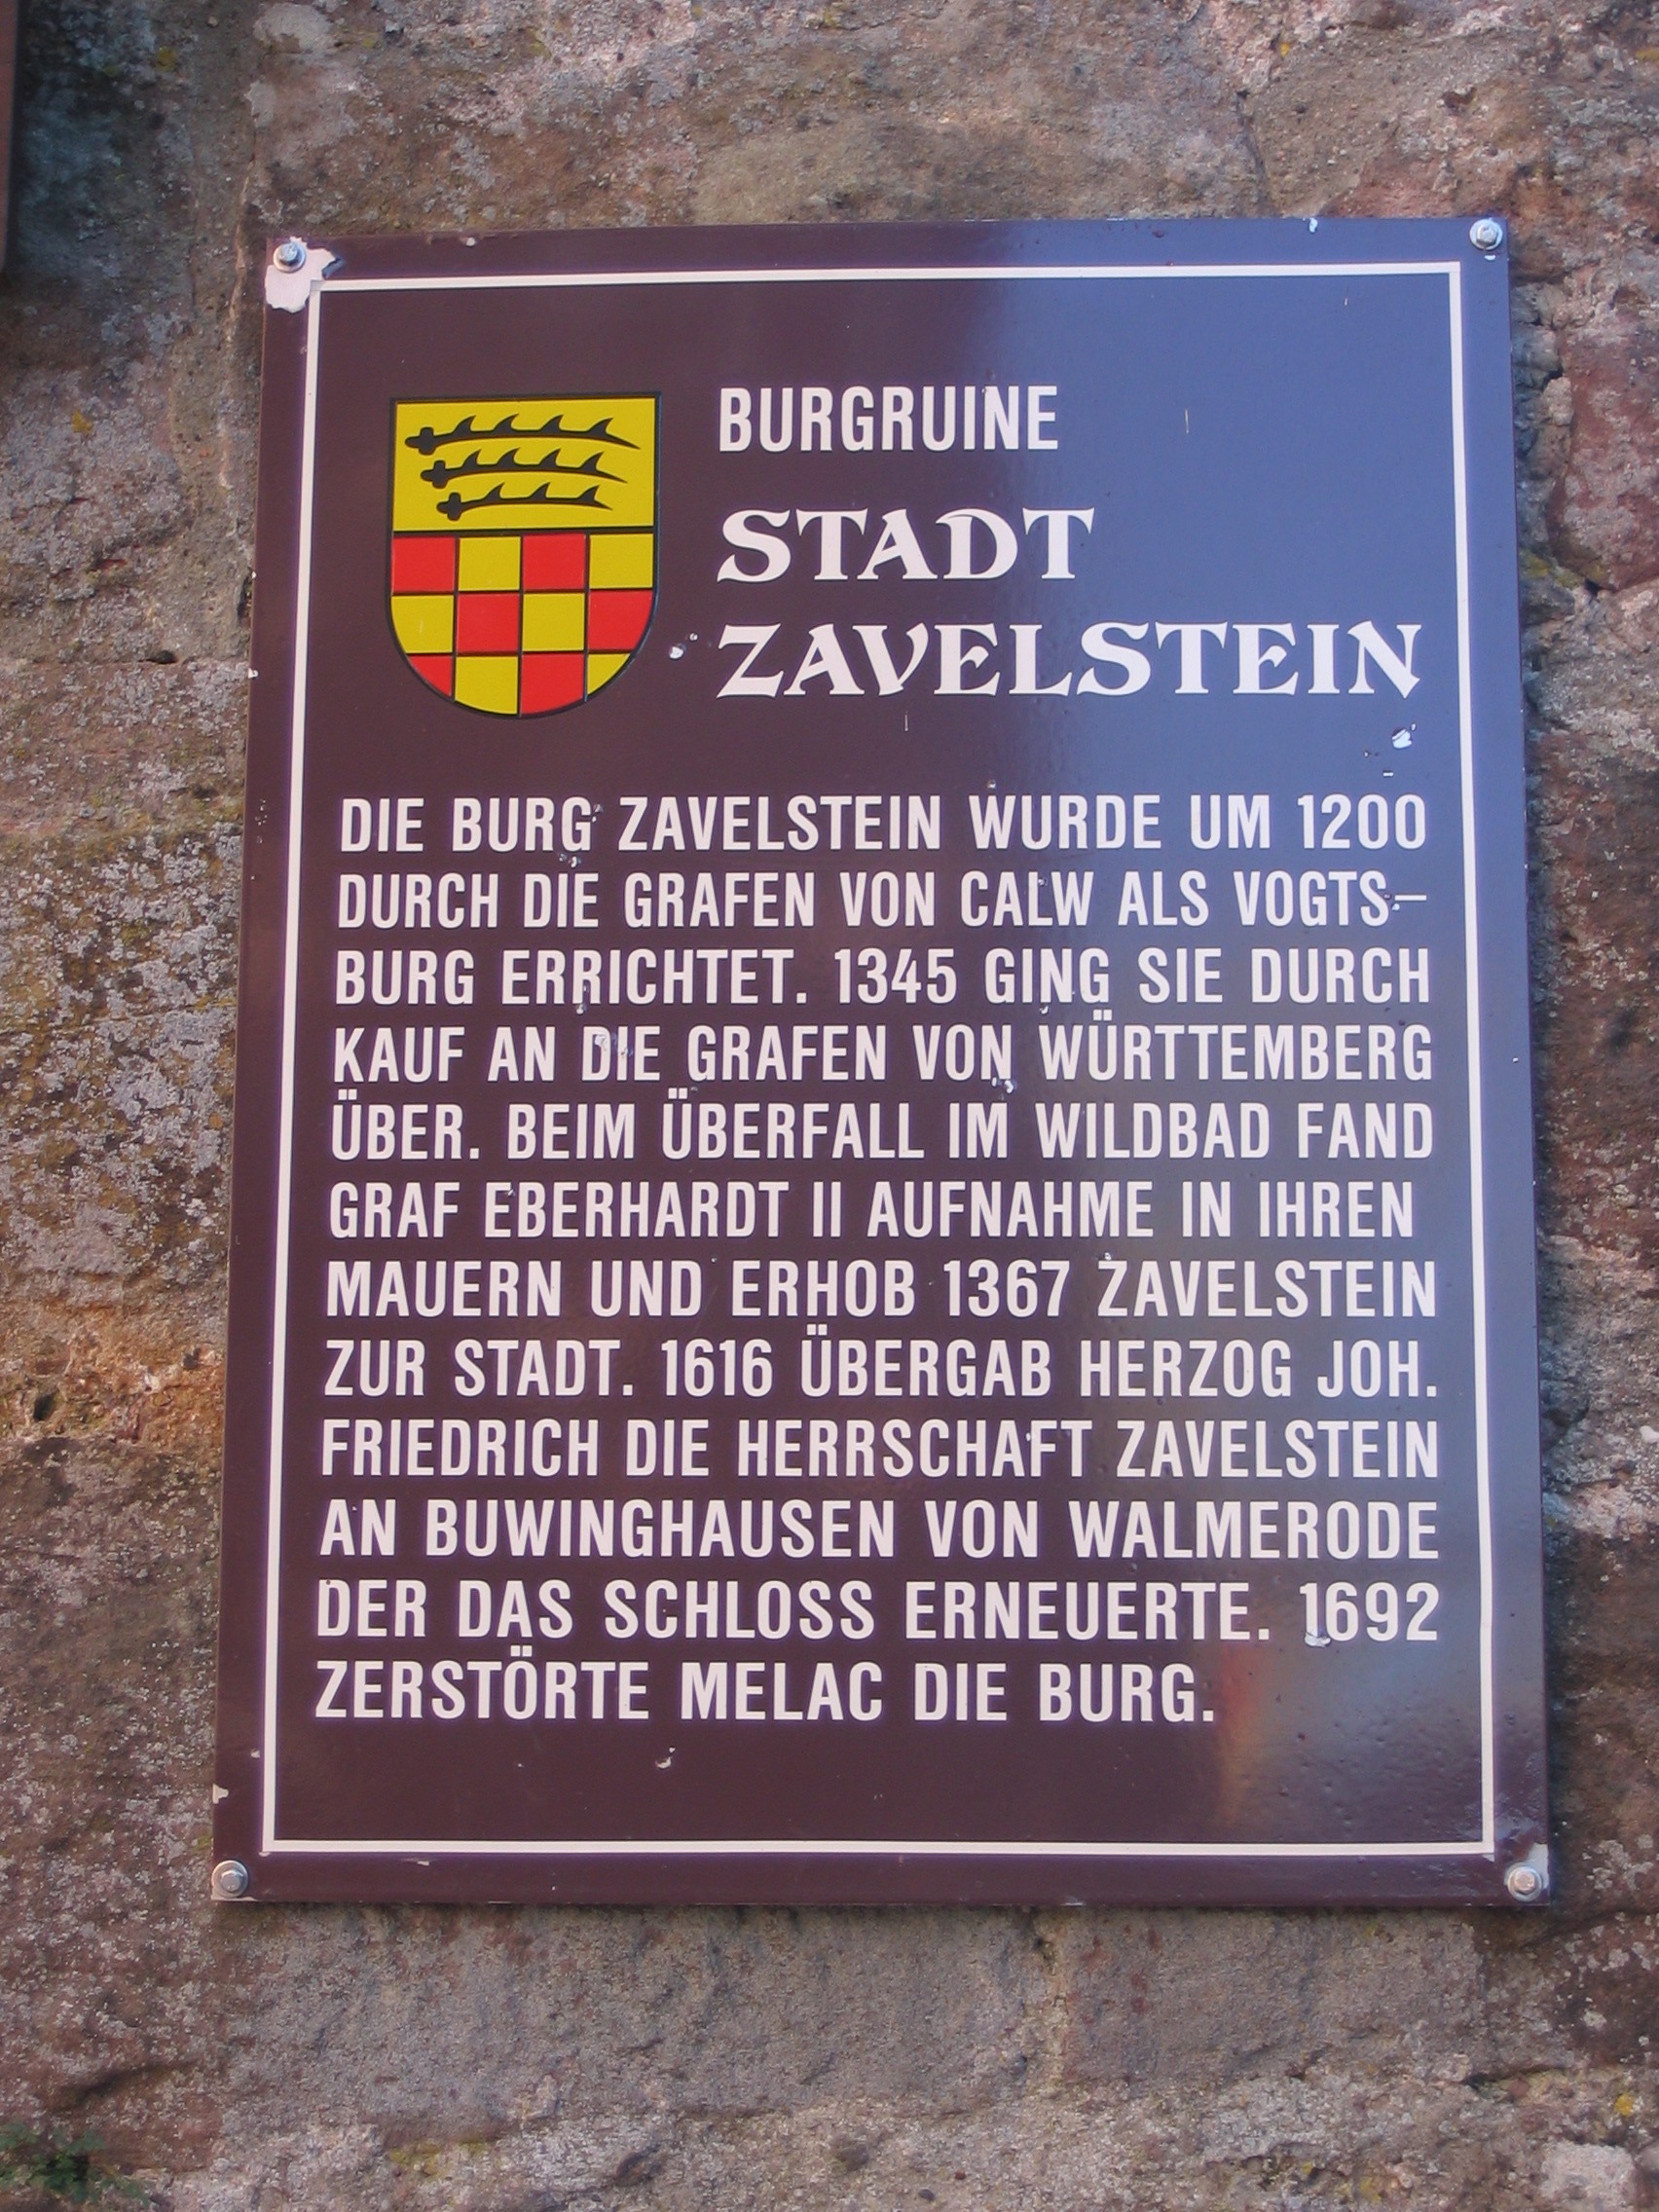 BURGRUINE
STADT
ZAVELSTEIN
DIE BURG ZAVELSTEIN WURDE UM 1200
DURCH DIE GRAFEN VON CALW ALS VOGTS-
BURG ERRICHTET. 1345 GING SIE DURCH
KAUF AN DIE GRAFEN VON WÜRTTEMBERG
ÜBER. BEIM ÜBERFALL IM WILDBAD FAND
GRAF EBERHARDT II AUFNAHME IN IHREN
MAUERN UND ERHOB 1367 ZAVELSTEIN
ZUR STADT. 1616 ÜBERGAB HERZOG JOH.
FRIEDRICH DIE HERRSCHAFT ZAVELSTEIN
AN BUWINGHAUSEN VON WALMERODE
DER DAS SCHLOSS ERNEUERTE. 1692
ZERSTÖRTE MELAC DIE BURG.